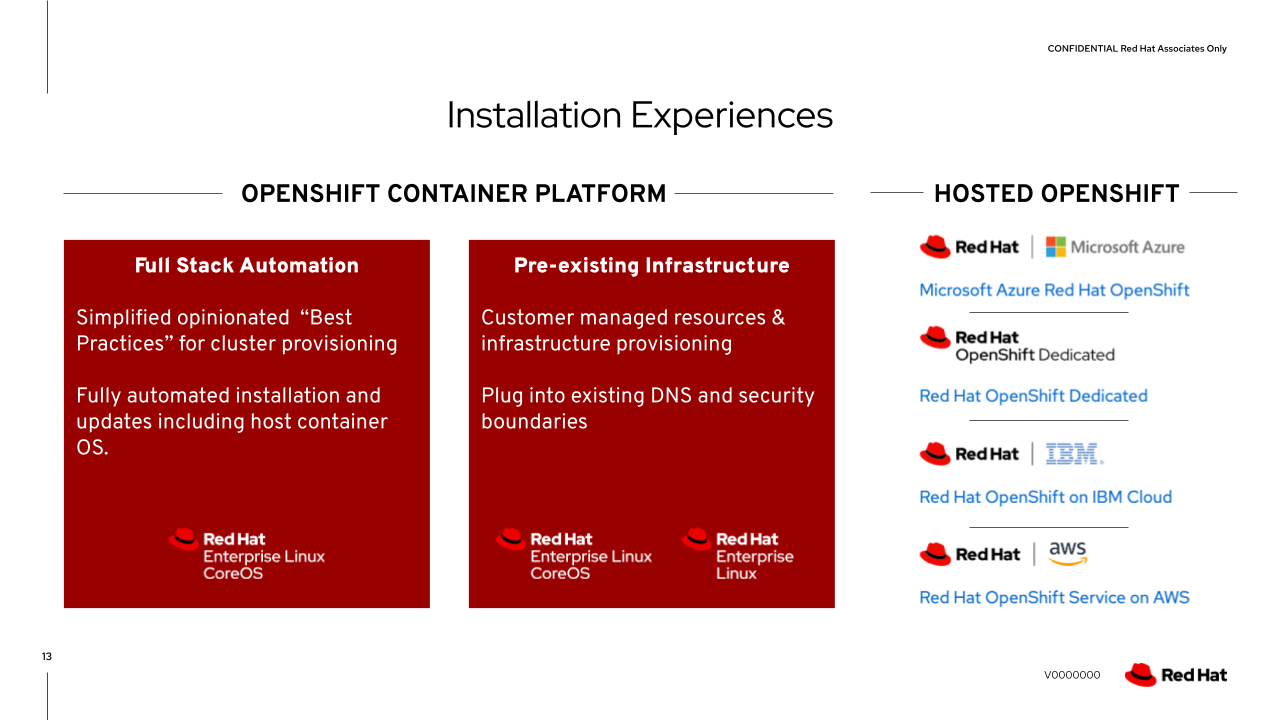 CONFIDENTIAL Red Hat Associates Only
Installation Experiences
OPENSHIFT CONTAINER PLATFORM
Full Stack Automation
Simplified opinionated  “Best
Practices” for cluster provisioning
Fully automated installation and
updates including host container
OS.
Red Hat
Enterprise Linux
CoreOS
Pre-existing Infrastructure
Customer managed resources &
infrastructure provisioning
Plug into existing DNS and security
boundaries
Red Hat
Enterprise Linux
CoreOS
Red Hat
Enterprise
Linux
HOSTED OPENSHIFT
Red Hat | Microsoft Azure
Microsoft Azure Red Hat OpenShift
Red Hat
OpenShift Dedicated
Red Hat OpenShift Dedicated
Red Hat | IBM.
Red Hat OpenShift on IBM Cloud
Red Hat | aws
Red Hat OpenShift Service on AWS
13
V0000000
Red Hat